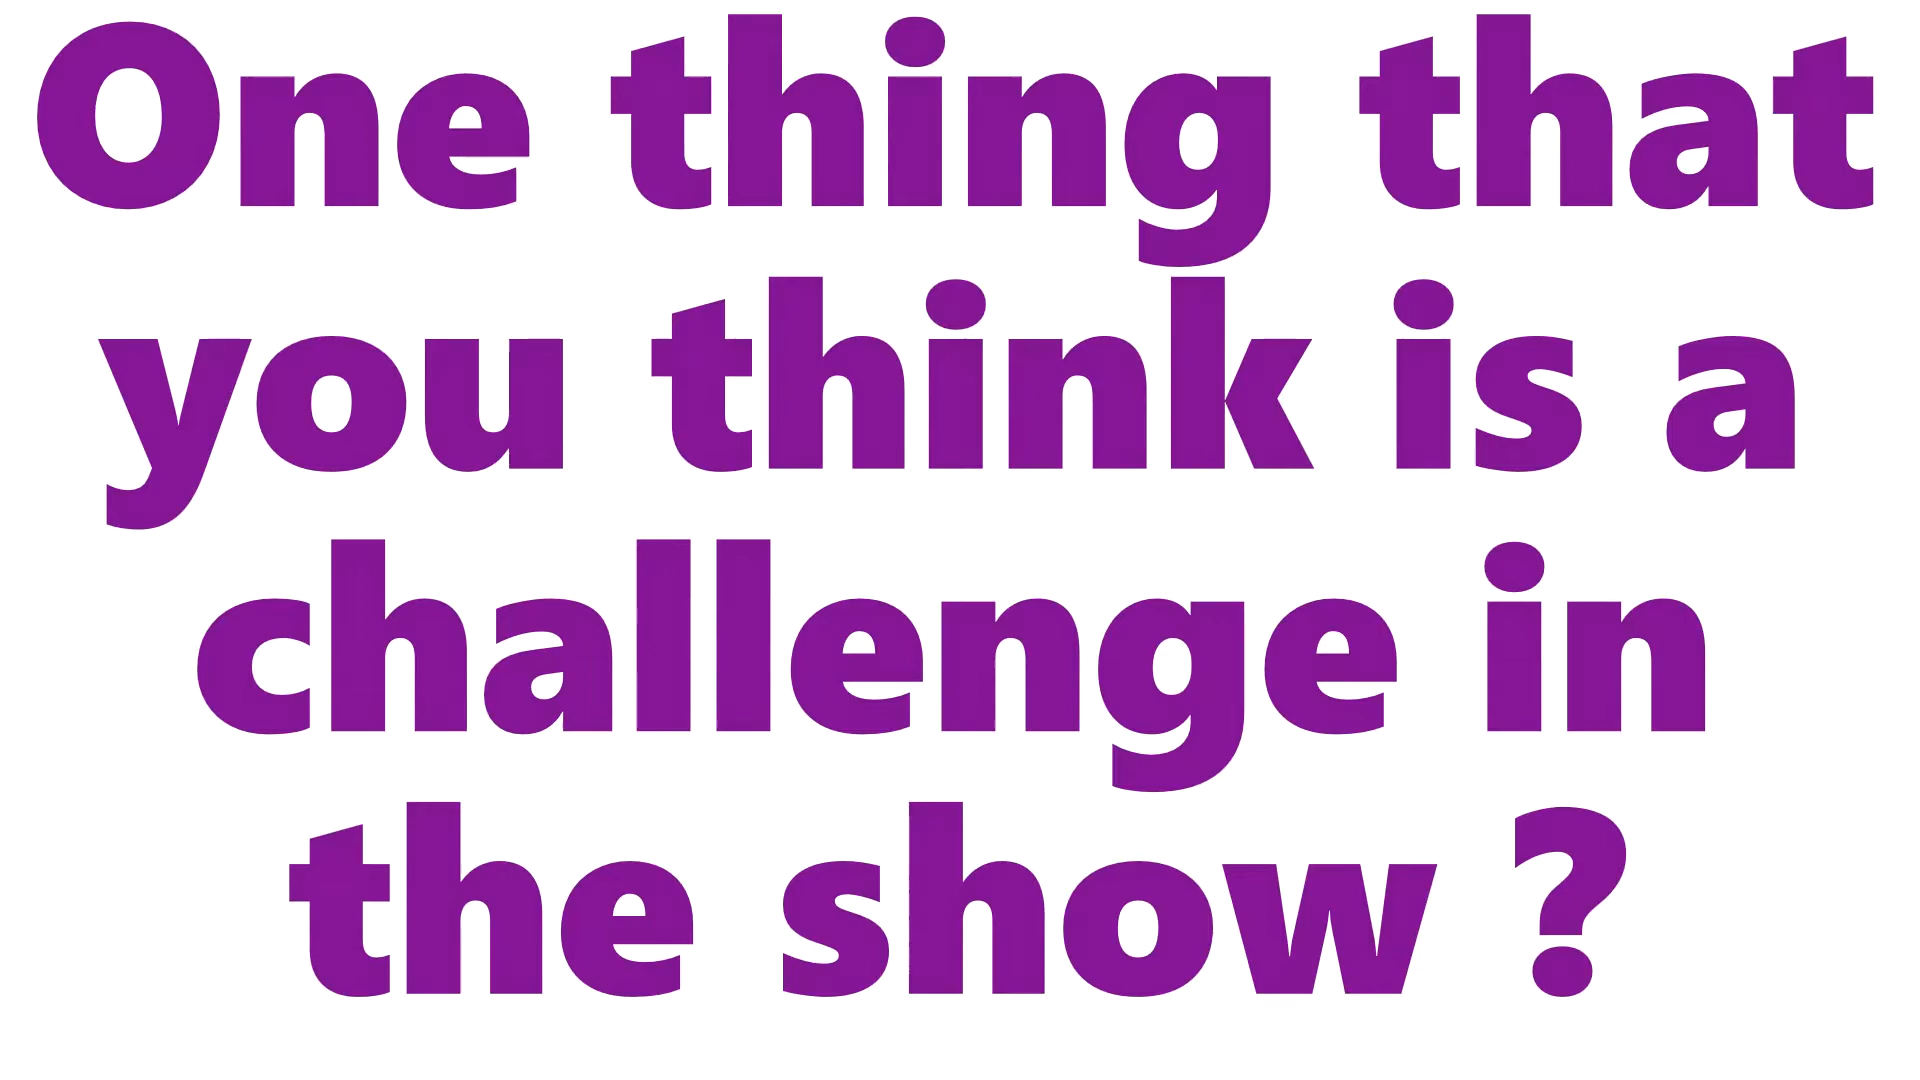 One thing that
you think is a
challenge in
the show ?